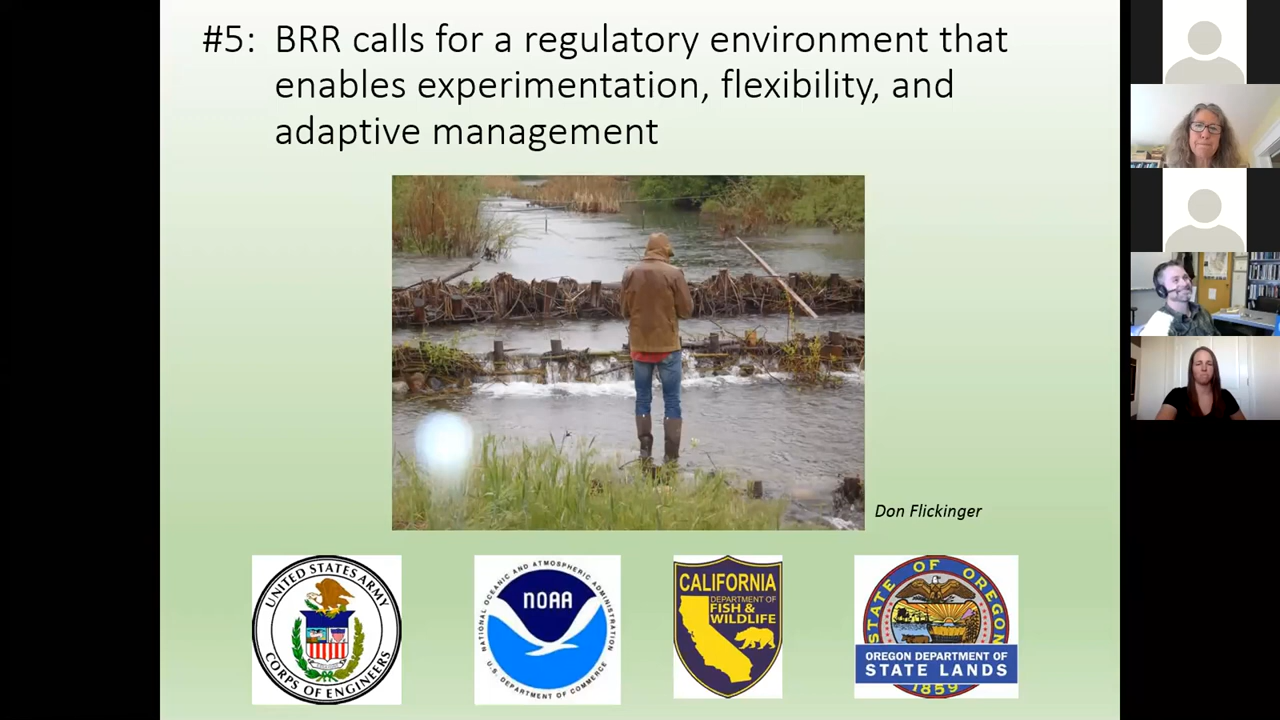 #5: BRR calls for a regulatory environment that
enables experimentation, flexibility, and
adaptive management
Don Flickinger
UNITED STATES ARMY
CORPS OF ENGINEERS
NATIONAL OCEANIC AND ATMOSPHERIC ADMINISTRATION
NOAA
U.S. DEPARTMENT OF COMMERCE
CALIFORNIA
DEPARTMENT OF
FISH &
WILDLIFE
STATE OF OREGON
OREGON DEPARTMENT OF
STATE LANDS
1859